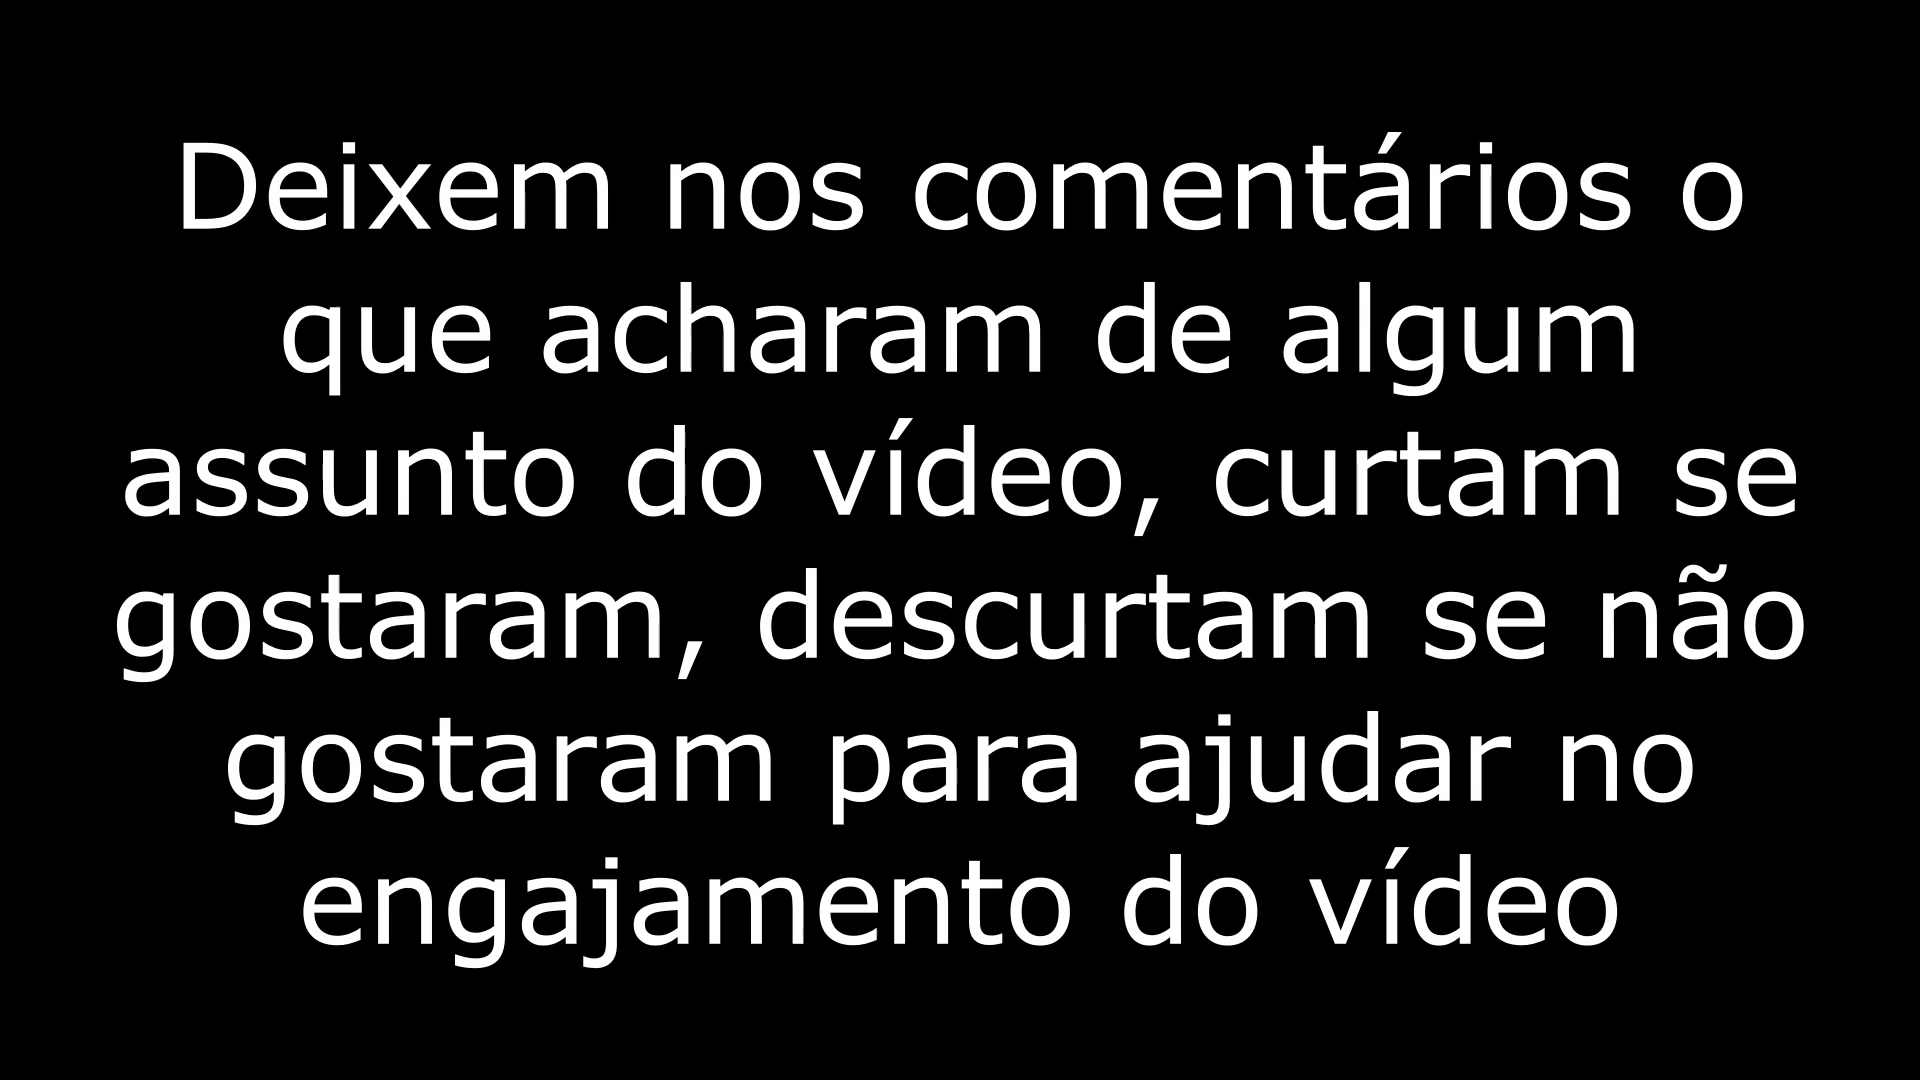 Deixem nos comentários o
que acharam de algum
assunto do vídeo, curtam se
gostaram, descurtam se não
gostaram para ajudar no
engajamento do vídeo